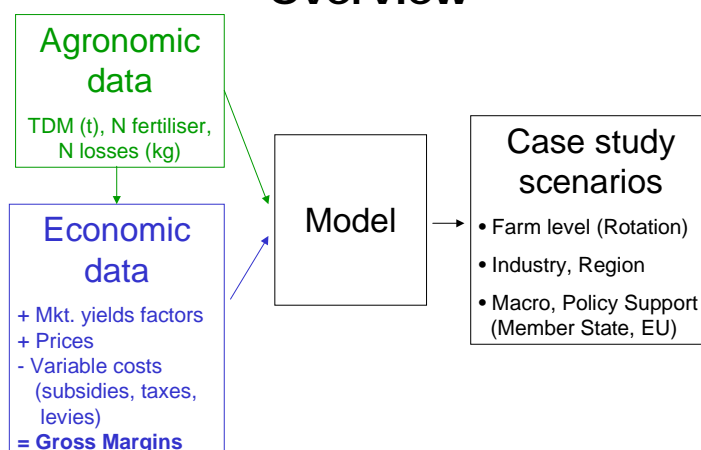 Overview
Agronomic
data
TDM (t), N fertiliser,
N losses (kg)
Economic
data
+ Mkt. yields factors
+ Prices
- Variable costs
(subsidies, taxes,
levies)
= Gross Margins
Model
Case study
scenarios
• Farm level (Rotation)
• Industry, Region
• Macro, Policy Support
(Member State, EU)